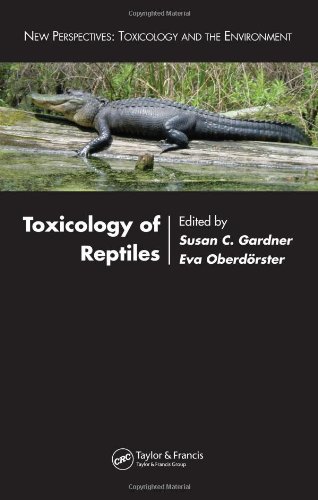 New Perspectives: Toxicology and the Environment
Toxicology of
Reptiles
Edited by
Susan C. Gardner
Eva Oberdörster
CRC
Taylor & Francis
Taylor & Francis Group